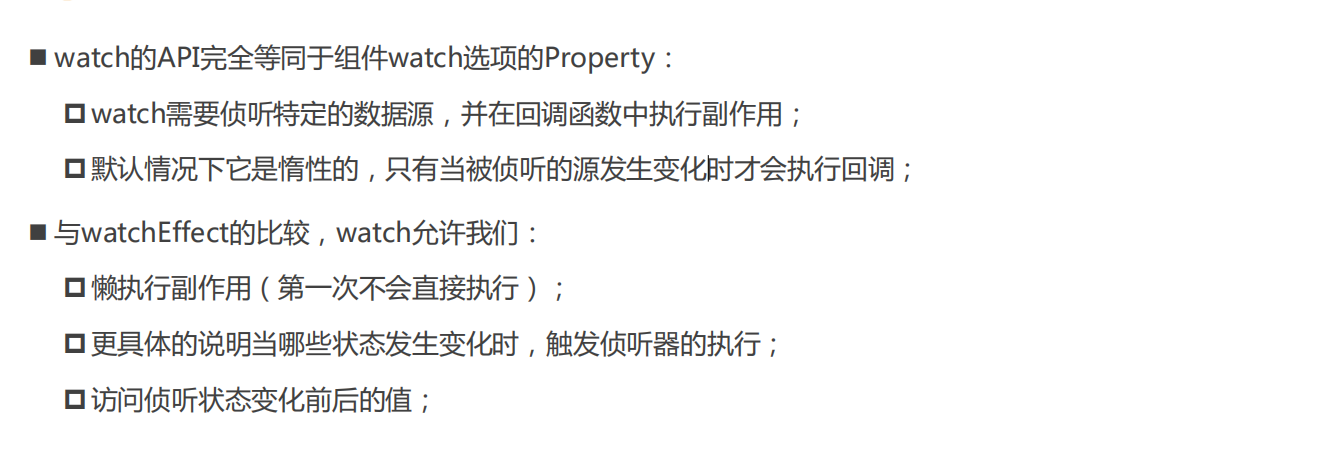 ■ watch的API完全等同于组件watch选项的Property：
watch需要侦听特定的数据源，并在回调函数中执行副作用；
默认情况下它是惰性的，只有当被侦听的源发生变化时才会执行回调；
■ 与watchEffect的比较，watch允许我们：
懒执行副作用（第一次不会直接执行）；
更具体的说明当哪些状态发生变化时，触发侦听器的执行；
访问侦听状态变化前后的值；